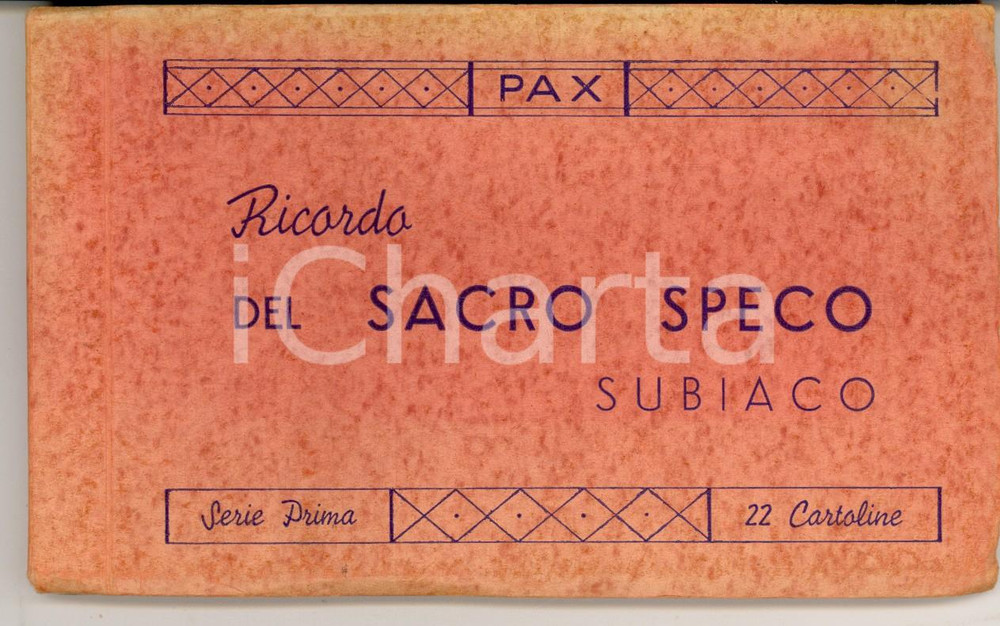 PAX
Ricordo
DEL SACRO SPECO
iCharta
SUBIACO
Serie Prima
22 Cartoline